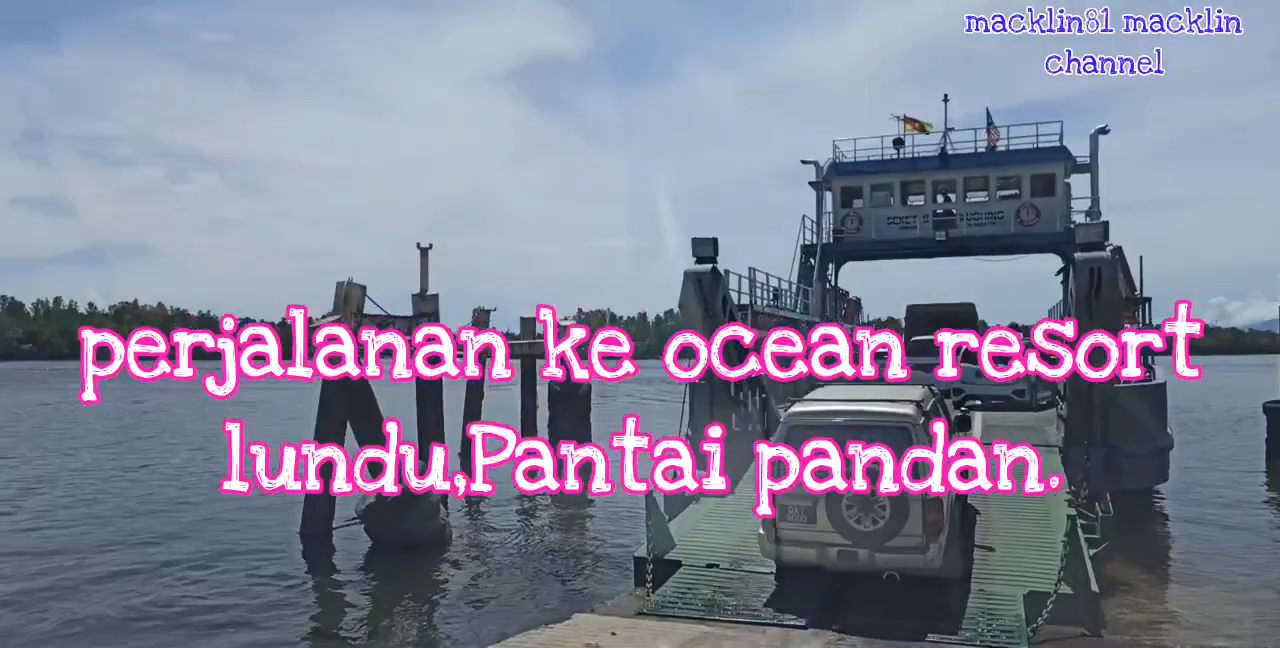 macklin81 macklin
channel
perjalanan ke ocean resort
lundu,Pantai pandan.